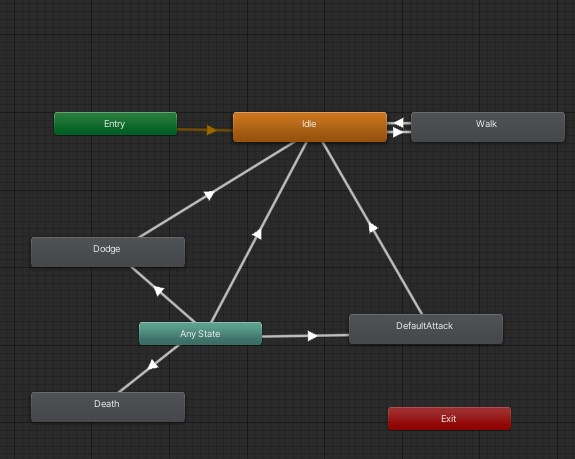 Entry
Idle
Walk
Dodge
Any State
DefaultAttack
Death
Exit